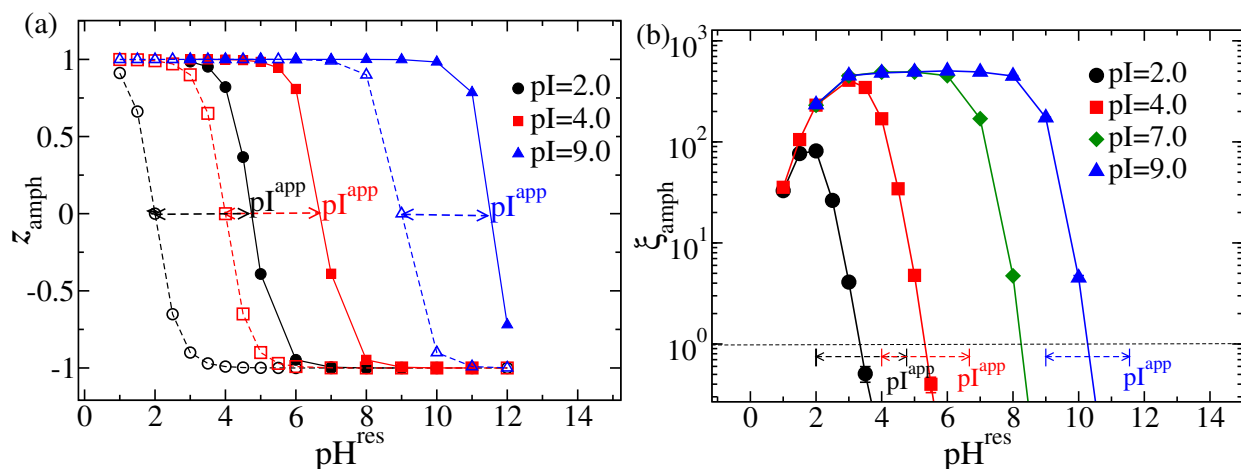 (a)
1
0.5
0
-0.5
-1
z_amph
0 2 4 6 8 10 12
pH^res
pI=2.0
pI=4.0
pI=9.0
pI^app
pI^app
pI^app
(b)
10^3
10^2
10^1
10^0
ξ_amph
0 2 4 6 8 10 12 14
pH^res
pI=2.0
pI=4.0
pI=7.0
pI=9.0
pI^app
pI^app
pI^app